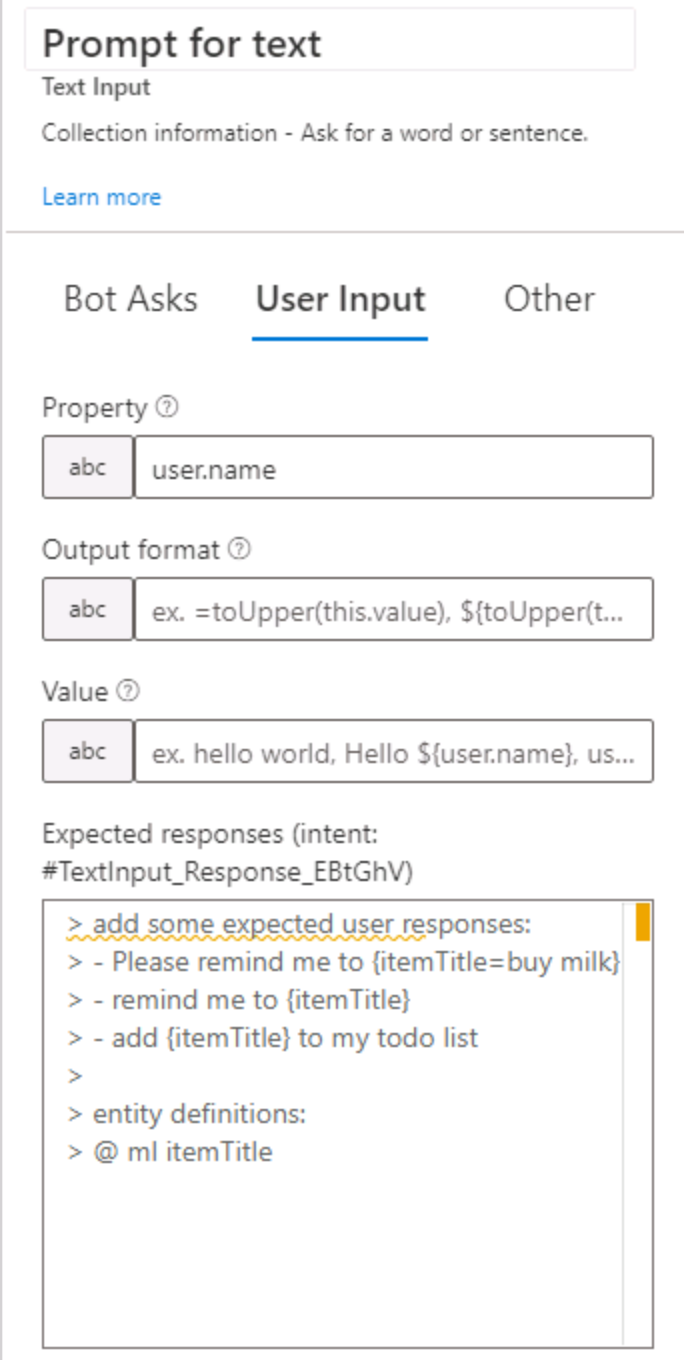 Prompt for text
Text Input
Collection information - Ask for a word or sentence.
Learn more
Bot Asks User Input Other
Property ?
abc user.name
Output format ?
abc ex. =toUpper(this.value), ${toUpper(t...
Value ?
abc ex. hello world, Hello ${user.name}, us...
Expected responses (intent:
#TextInput_Response_EBtGhV)
> add some expected user responses:
> - Please remind me to {itemTitle=buy milk}
> - remind me to {itemTitle}
> - add {itemTitle} to my todo list
>
> entity definitions:
> @ ml itemTitle